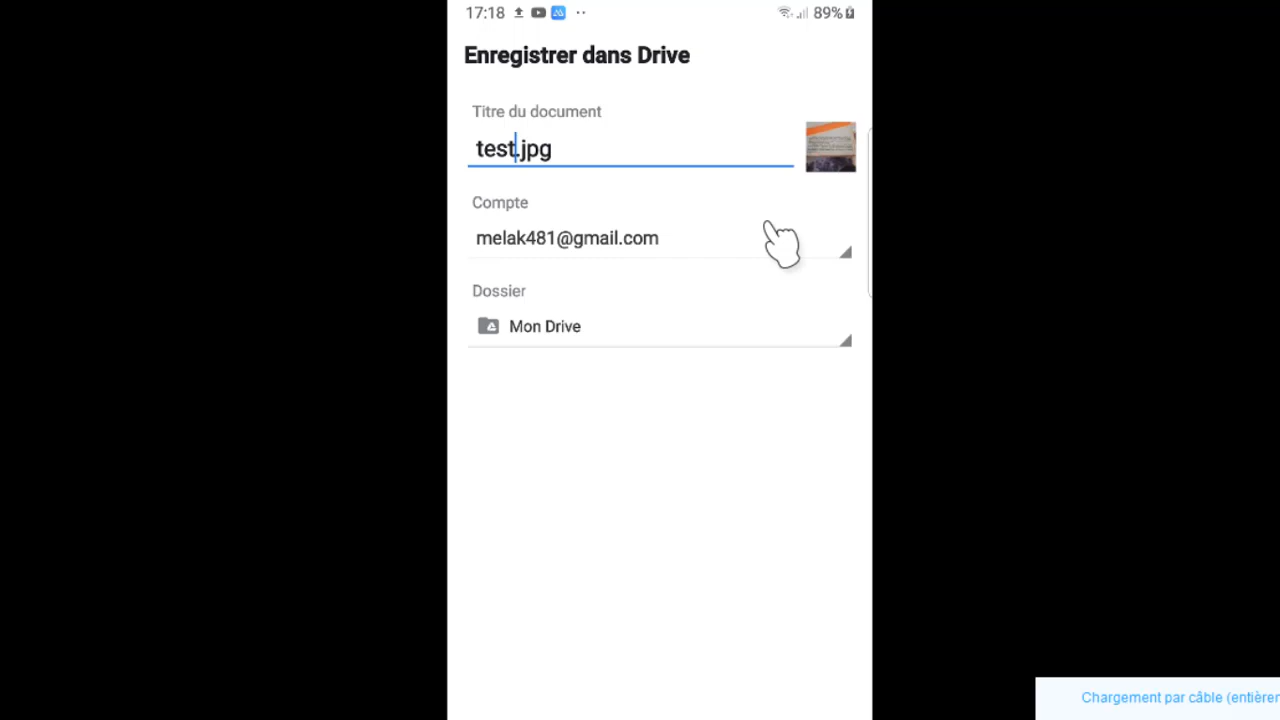 17:18
89%
Enregistrer dans Drive
Titre du document
test.jpg
Compte
melak481@gmail.com
Dossier
Mon Drive
Chargement par câble (entièrer